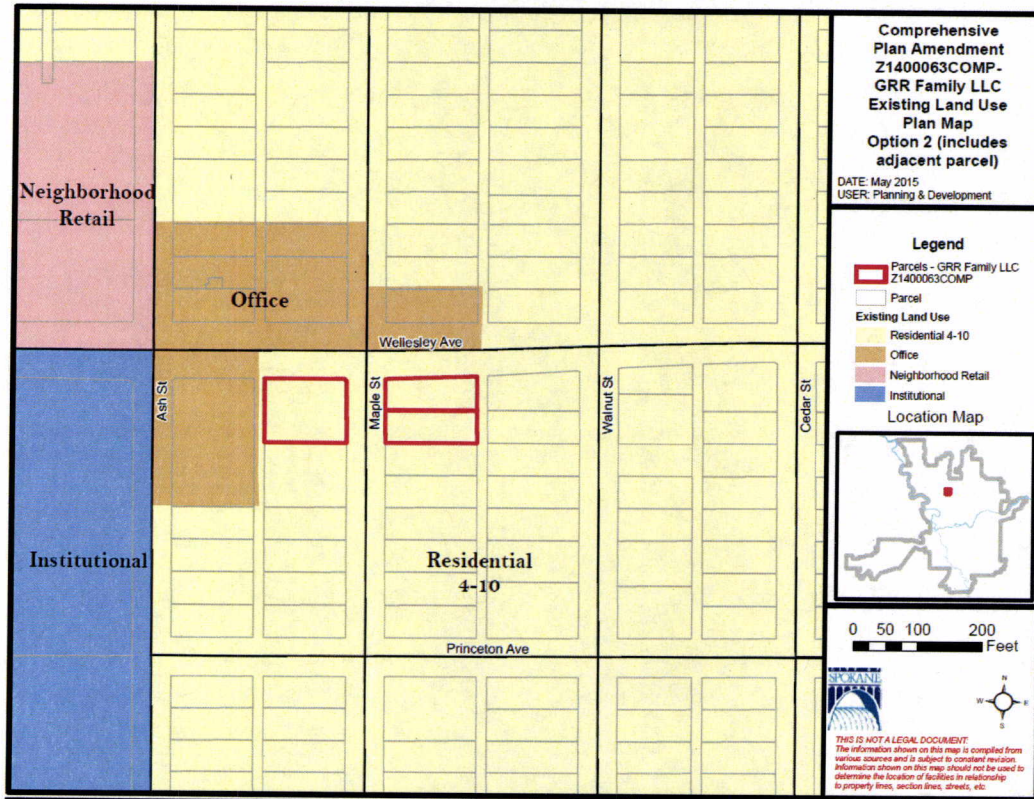 Comprehensive
Plan Amendment
Z1400063COMP-
GRR Family LLC
Existing Land Use
Plan Map
Option 2 (includes
adjacent parcel)
DATE: May 2015
USER: Planning & Development
Legend
Parcels - GRR Family LLC
Z1400063COMP
Parcel
Existing Land Use
Residential 4-10
Office
Neighborhood Retail
Institutional
Location Map
0 50 100 200
Feet
SPOKANE
N
W
E
S
THIS IS NOT A LEGAL DOCUMENT:
The information shown on this map is compiled from
various sources and is subject to constant revision.
Information shown on this map should not be used to
determine the location of facilities in relationship
to property lines, section lines, streets, etc.
Neighborhood
Retail
Office
Wellesley Ave
Ash St
Maple St
Walnut St
Cedar St
Institutional
Residential
4-10
Princeton Ave